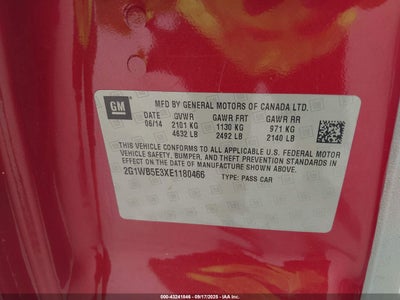 GM
MFD BY GENERAL MOTORS OF CANADA LTD.
DATE GVWR GAWR FRT GAWR RR
06/14 2101 KG 1130 KG 971 KG
4632 LB 2492 LB 2140 LB
THIS VEHICLE CONFORMS TO ALL APPLICABLE U.S. FEDERAL MOTOR
VEHICLE SAFETY, BUMPER, AND THEFT PREVENTION STANDARDS IN
EFFECT ON THE DATE OF MANUFACTURE SHOWN ABOVE.
2G1WB5E3XE1180466 TYPE: PASS CAR
000-43241846 - 09/17/2025 - IAA, Inc.